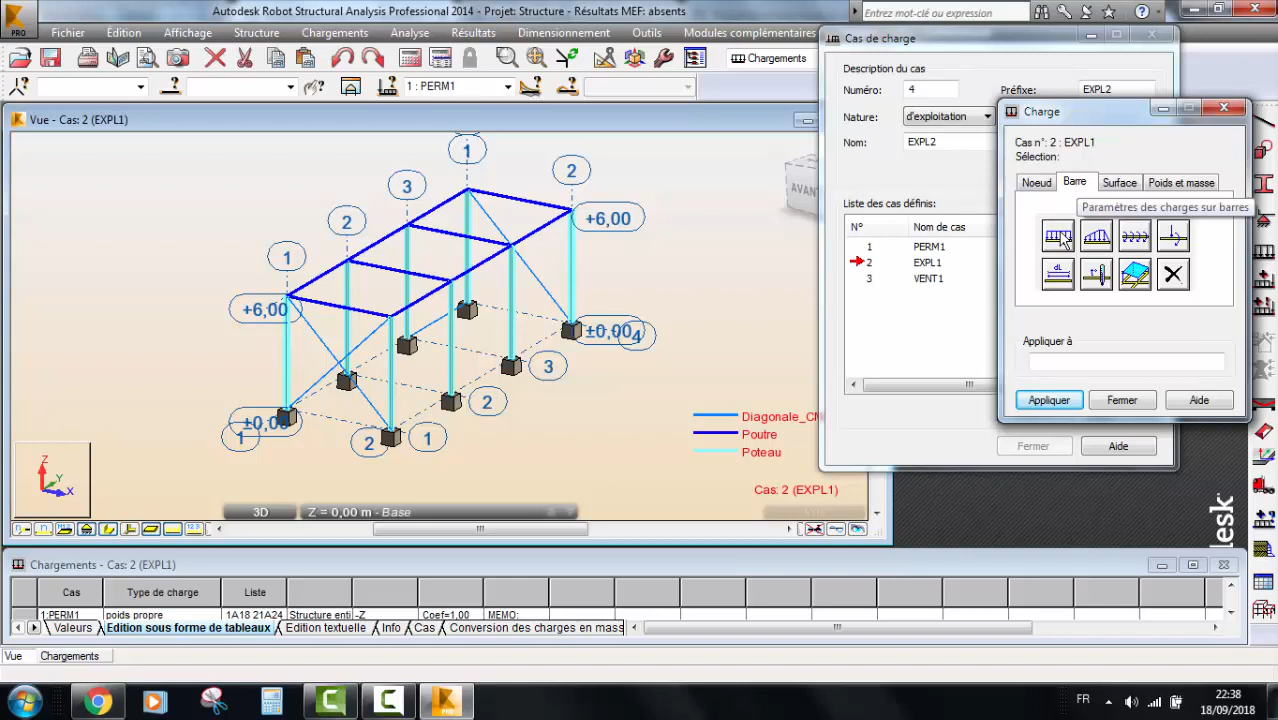 PRO
Autodesk Robot Structural Analysis Professional 2014 - Projet: Structure - Résultats MEF: absents
Entrez mot-clé ou expression
Fichier Edition Affichage Structure Chargements Analyse Résultats Dimensionnement Outils Modules complémentaires
Chargements
1 : PERM1
Vue - Cas: 2 (EXPL1)
1
2
3
2
1
+6,00
+6,00
±0,00
4
3
2
±0,00
1
2
1
AVANT
Diagonale_CM
Poutre
Poteau
Cas: 2 (EXPL1)
Z
Y
X
3D
Z = 0,00 m - Base
Cas de charge
Description du cas
Numéro: 4 Préfixe: EXPL2
Nature: d'exploitation
Nom: EXPL2
Liste des cas définis:
N° Nom de cas
1 PERM1
2 EXPL1
3 VENT1
Fermer Aide
Charge
Cas n°: 2 : EXPL1
Sélection:
Noeud Barre Surface Poids et masse
Paramètres des charges sur barres
dL
Appliquer à
Appliquer Fermer Aide
desk
Chargements - Cas: 2 (EXPL1)
Cas Type de charge Liste
1:PERM1 poids propre 1A18 21A24 Structure enti -Z Coef=1,00 MEMO:
Valeurs Edition sous forme de tableaux Edition textuelle Info Cas Conversion des charges en mass
Vue Chargements
PRO
FR
22:38
18/09/2018